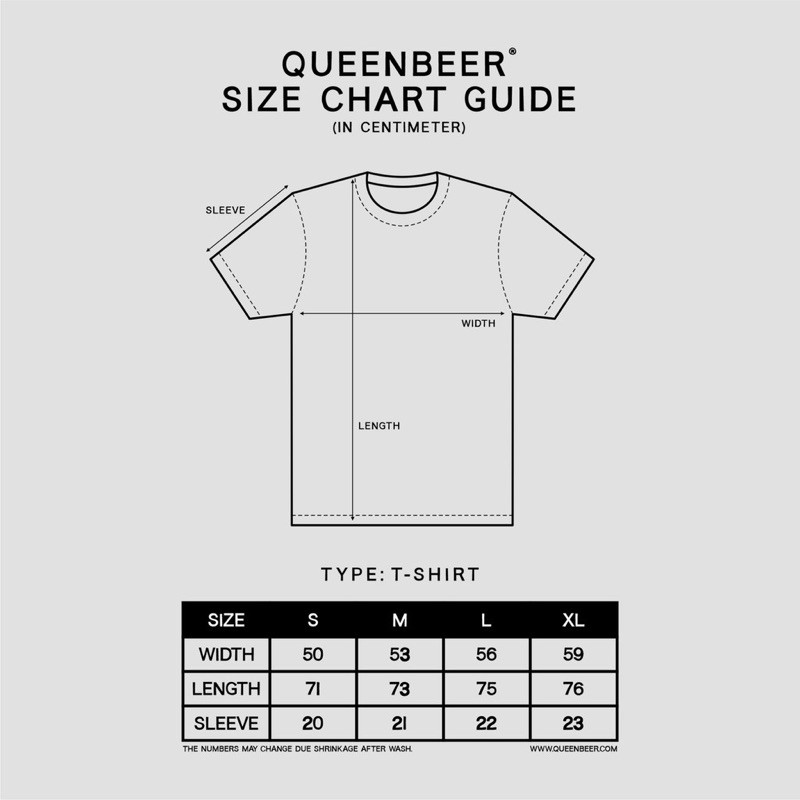 QUEENBEER®
SIZE CHART GUIDE
(IN CENTIMETER)
SLEEVE
WIDTH
LENGTH
TYPE: T-SHIRT
SIZE S M L XL
WIDTH 50 53 56 59
LENGTH 71 73 75 76
SLEEVE 20 21 22 23
THE NUMBERS MAY CHANGE DUE SHRINKAGE AFTER WASH. WWW.QUEENBEER.COM